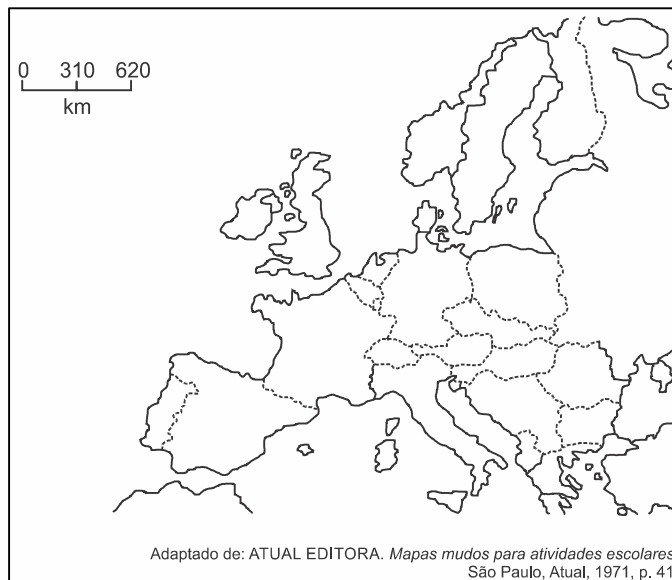 0 310 620
km
Adaptado de: ATUAL EDITORA. Mapas mudos para atividades escolares
São Paulo, Atual, 1971, p. 41